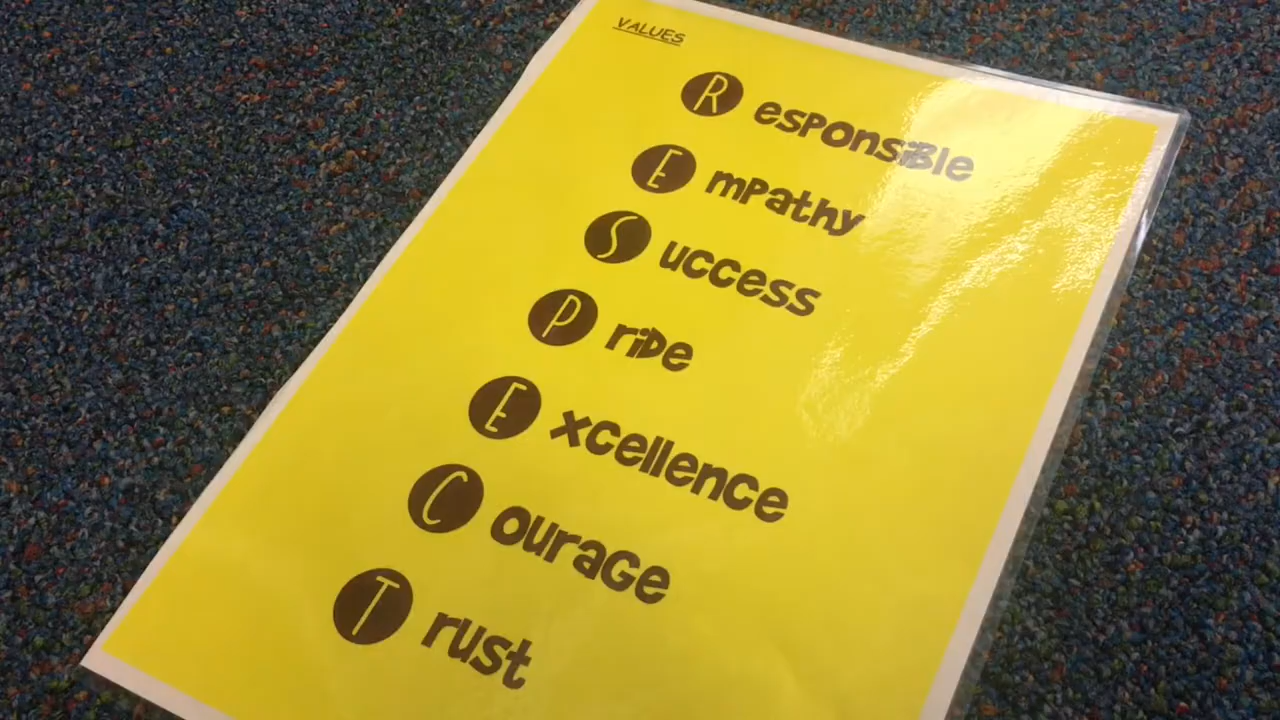 VALUES
Responsible
Empathy
Success
Pride
Excellence
Courage
Trust